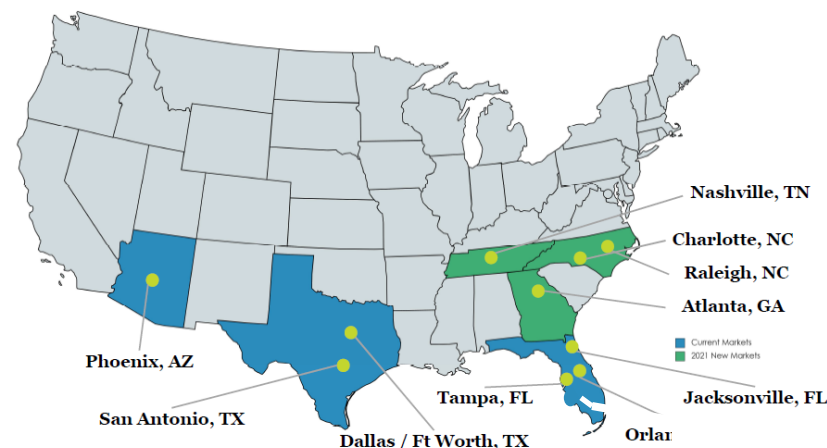 Nashville, TN
Charlotte, NC
Raleigh, NC
Atlanta, GA
Current Markets
2021 New Markets
Phoenix, AZ
Tampa, FL
Jacksonville, FL
San Antonio, TX
Dallas / Ft Worth, TX